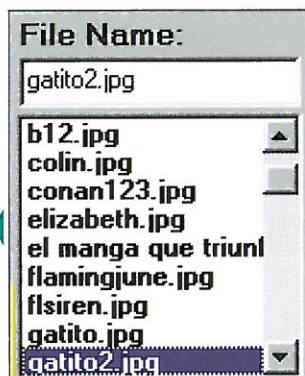 File Name:
gatito2.jpg
b12.jpg
colin.jpg
conan123.jpg
elizabeth.jpg
el manga que triunf
flamingjune.jpg
flsiren.jpg
gatito.jpg
gatito2.jpg